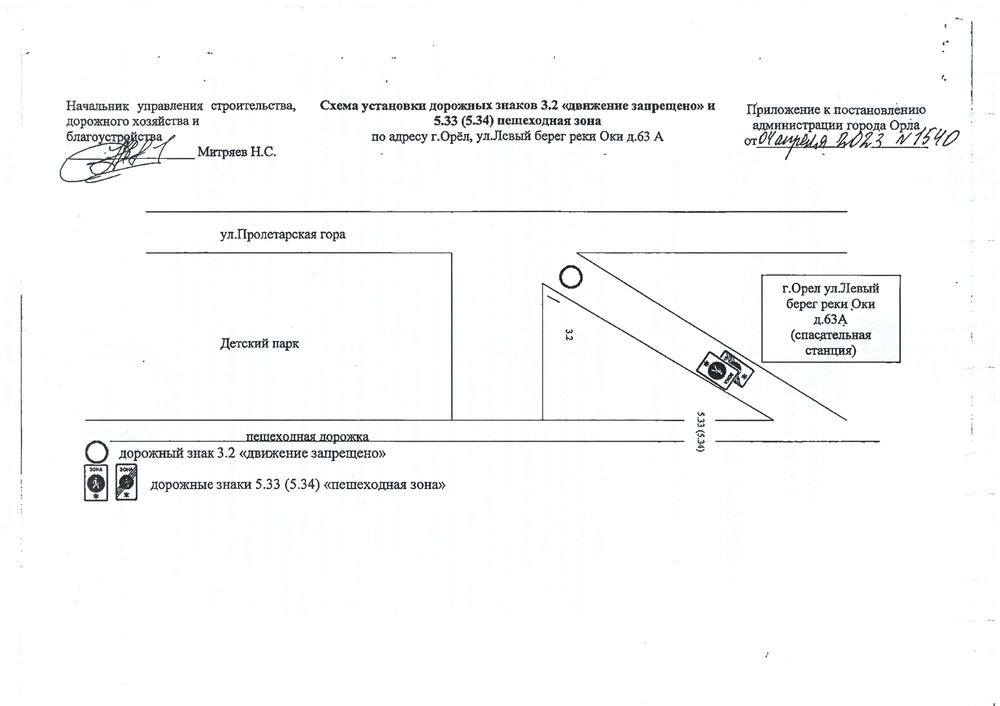 Начальник управления строительства,
дорожного хозяйства и
благоустройства
Митряев Н.С.
Схема установки дорожных знаков 3.2 «движение запрещено» и
5.33 (5.34) пешеходная зона
по адресу г.Орёл, ул.Левый берег реки Оки д.63 А
Приложение к постановлению
администрации города Орла
от 04 апреля 2023 N 1540
ул.Пролетарская гора
Детский парк
3.2
г.Орел ул.Левый
берег реки Оки
д.63А
(спасательная
станция)
ЗОНА
5.33 (5.34)
пешеходная дорожка
дорожный знак 3.2 «движение запрещено»
ЗОНА
ЗОНА
дорожные знаки 5.33 (5.34) «пешеходная зона»